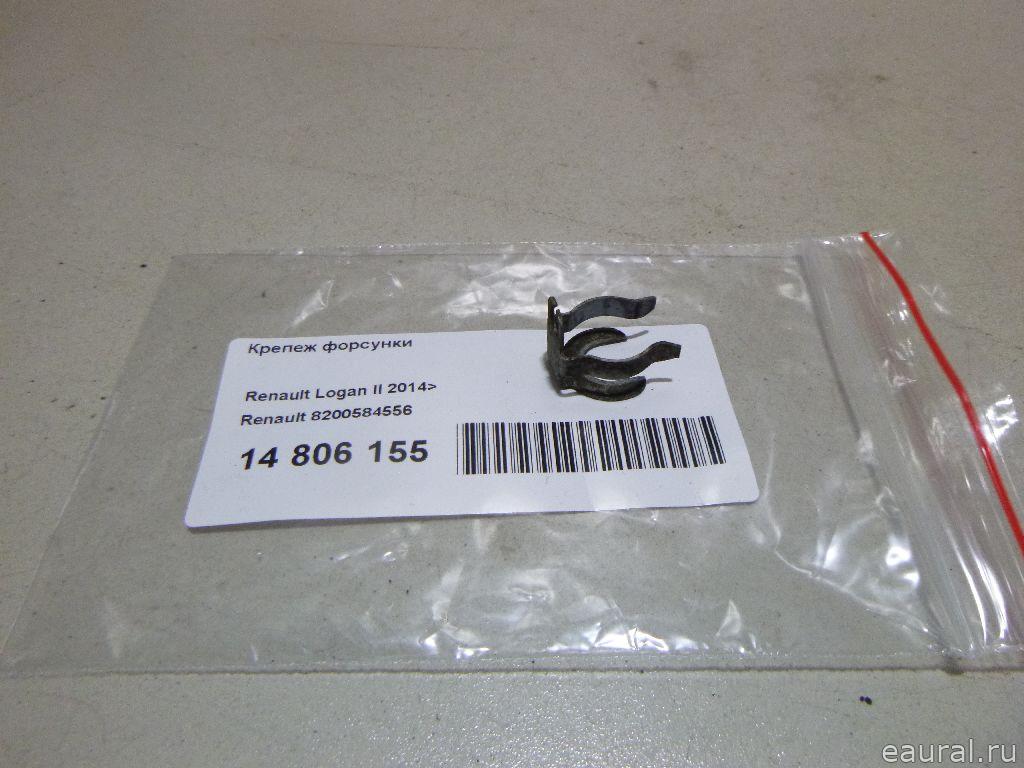 Крепеж форсунки
Renault Logan II 2014>
Renault 8200584556
14 806 155
eaural.ru